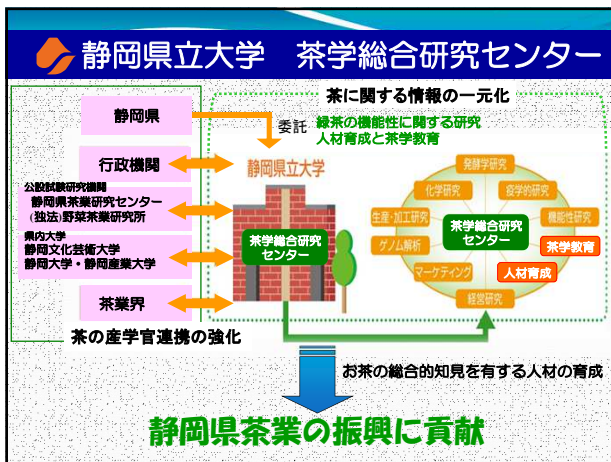 静岡県立大学 茶学総合研究センター
茶に関する情報の一元化
静岡県
委託
緑茶の機能性に関する研究
人材育成と茶学教育
行政機関
静岡県立大学
公設試験研究機関
静岡県茶業研究センター
(独法)野菜茶業研究所
県内大学
静岡文化芸術大学
静岡大学・静岡産業大学
茶業界
茶の産学官連携の強化
茶学総合研究
センター
発酵学研究
化学研究
疫学的研究
生産・加工研究
機能性研究
茶学総合研究
センター
ゲノム解析
茶学教育
マーケティング
人材育成
経営研究
お茶の総合的知見を有する人材の育成
静岡県茶業の振興に貢献